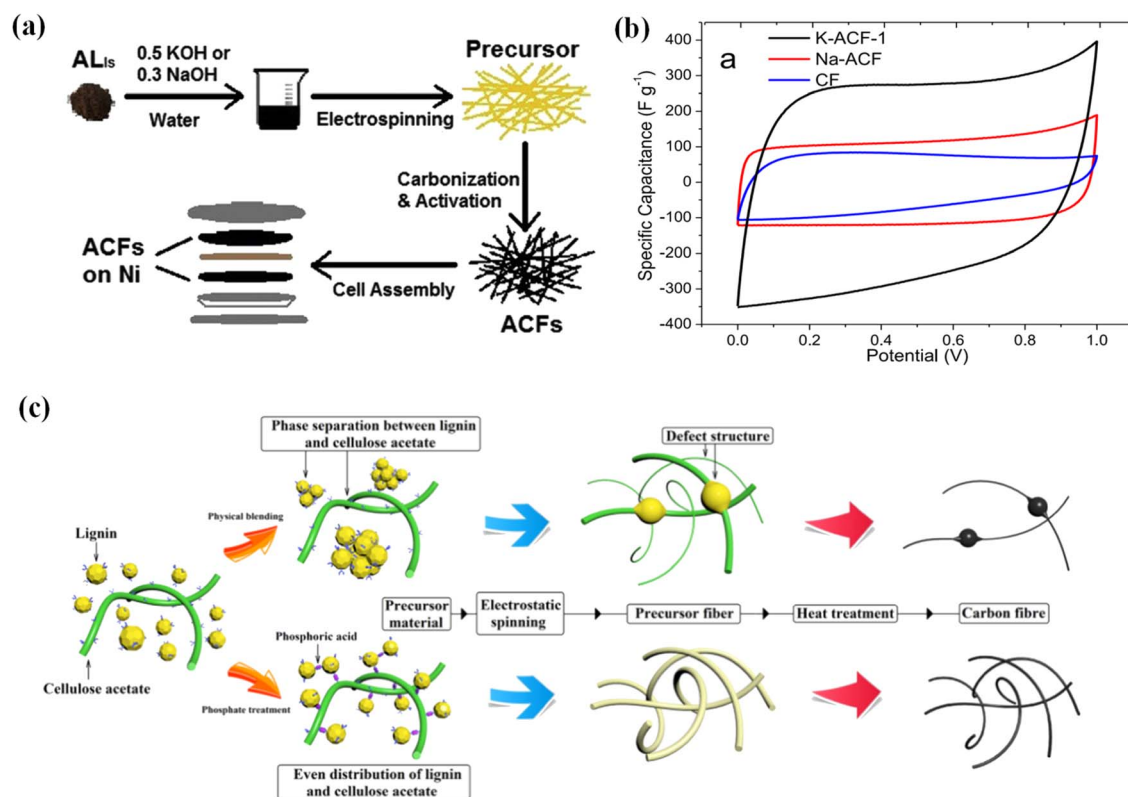 (a)
AL_IS
0.5 KOH or
0.3 NaOH
Water
Electrospinning
Precursor
Carbonization
& Activation
ACFs
on Ni
Cell Assembly
ACFs
(b)
a
K-ACF-1
Na-ACF
CF
Specific Capacitance (F g⁻¹)
400
300
200
100
0
-100
-200
-300
-400
0.0 0.2 0.4 0.6 0.8 1.0
Potential (V)
(c)
Phase separation between lignin
and cellulose acetate
Defect structure
Physical blending
Lignin
Precursor
material
Electrostatic
spinning
Precursor fiber
Heat treatment
Carbon fibre
Phosphoric acid
Cellulose acetate
Phosphate treatment
Even distribution of lignin
and cellulose acetate